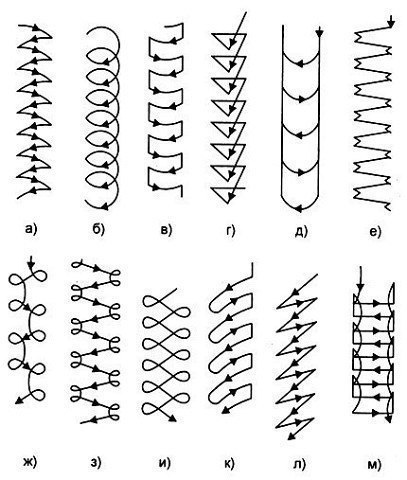 а) б) в) г) д) е)
ж) з) и) к) л) м)